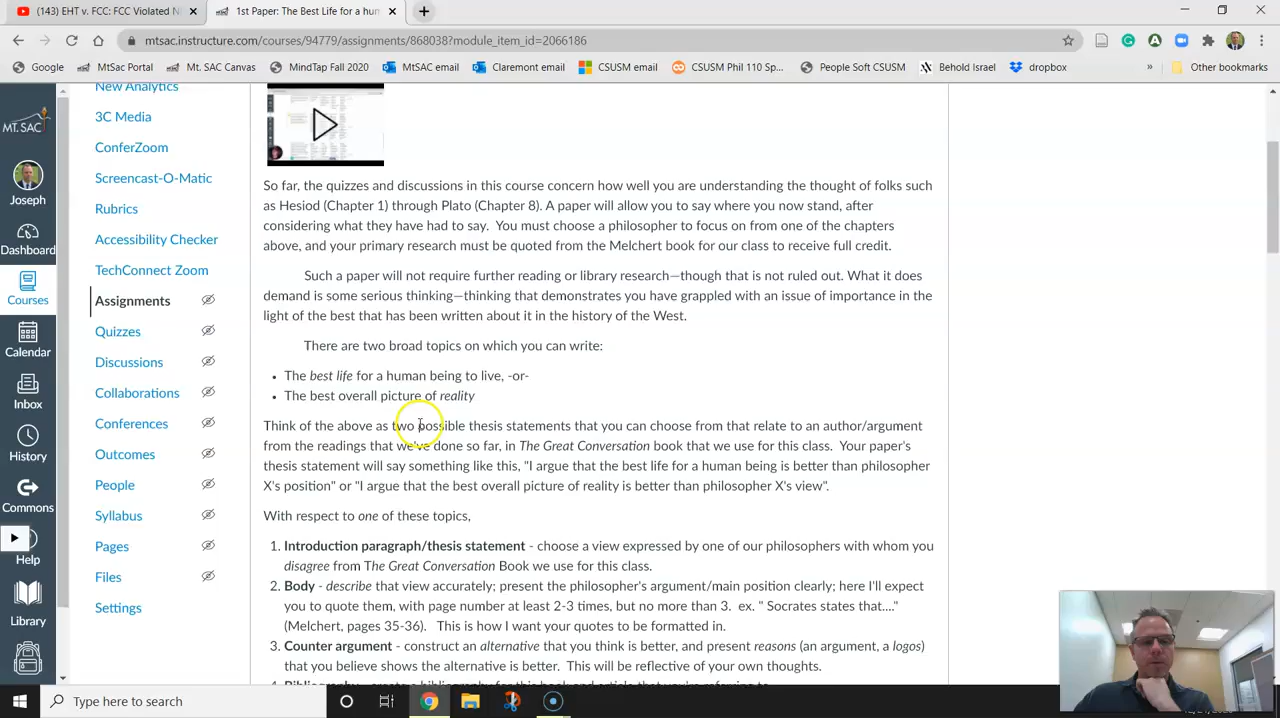 (143) EHT v. FCC: FCC Violated
1st Paper: The Best Life for a hum
mtsac.instructure.com/courses/94779/assignments/868038?module_item_id=2066186
Google MtSac Portal Mt. SAC Canvas MindTap Fall 2020 MtSAC email Claremont email CSUSM email CSUSM Phil 110 Sp... People Soft CSUSM Behold Israel dropbox » Other bookmarks
MT. SAC
Joseph
Dashboard
Courses
Calendar
Inbox
History
Commons
Help
Library
New Analytics
3C Media
ConferZoom
Screencast-O-Matic
Rubrics
Accessibility Checker
TechConnect Zoom
Assignments
Quizzes
Discussions
Collaborations
Conferences
Outcomes
People
Syllabus
Pages
Files
Settings
So far, the quizzes and discussions in this course concern how well you are understanding the thought of folks such
as Hesiod (Chapter 1) through Plato (Chapter 8). A paper will allow you to say where you now stand, after
considering what they have had to say. You must choose a philosopher to focus on from one of the chapters
above, and your primary research must be quoted from the Melchert book for our class to receive full credit.
Such a paper will not require further reading or library research—though that is not ruled out. What it does
demand is some serious thinking—thinking that demonstrates you have grappled with an issue of importance in the
light of the best that has been written about it in the history of the West.
There are two broad topics on which you can write:
• The best life for a human being to live, -or-
• The best overall picture of reality
Think of the above as two possible thesis statements that you can choose from that relate to an author/argument
from the readings that we've done so far, in The Great Conversation book that we use for this class. Your paper's
thesis statement will say something like this, "I argue that the best life for a human being is better than philosopher
X's position" or "I argue that the best overall picture of reality is better than philosopher X's view".
With respect to one of these topics,
1. Introduction paragraph/thesis statement - choose a view expressed by one of our philosophers with whom you
disagree from The Great Conversation Book we use for this class.
2. Body - describe that view accurately; present the philosopher's argument/main position clearly; here I'll expect
you to quote them, with page number at least 2-3 times, but no more than 3. ex. " Socrates states that...."
(Melchert, pages 35-36). This is how I want your quotes to be formatted in.
3. Counter argument - construct an alternative that you think is better, and present reasons (an argument, a logos)
that you believe shows the alternative is better. This will be reflective of your own thoughts.
Type here to search